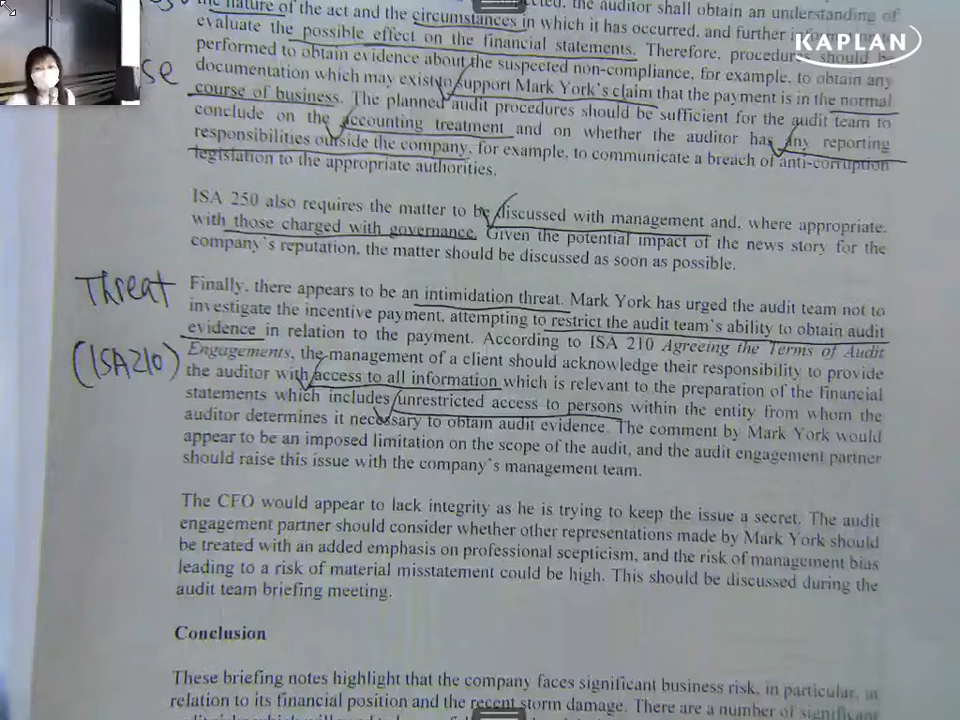 KAPLAN
the nature of the act and the circumstances in which it has occurred, and further
the auditor shall obtain an understanding of
evaluate the possible effect on the financial statements. Therefore, procedures should
performed to obtain evidence about the suspected non-compliance, for example, to obtain any
documentation which may exist to support Mark York's claim that the payment is in the normal
course of business. The planned audit procedures should be sufficient for the audit team to
conclude on the accounting treatment and on whether the auditor has any reporting
responsibilities outside the company, for example, to communicate a breach of anti-corruption
legislation to the appropriate authorities.
ISA 250 also requires the matter to be discussed with management and, where appropriate,
with those charged with governance. Given the potential impact of the news story for the
company's reputation, the matter should be discussed as soon as possible.
Threat
Finally, there appears to be an intimidation threat. Mark York has urged the audit team not to
investigate the incentive payment, attempting to restrict the audit team's ability to obtain audit
evidence in relation to the payment. According to ISA 210 Agreeing the Terms of Audit
(ISA210)
Engagements, the management of a client should acknowledge their responsibility to provide
the auditor with access to all information which is relevant to the preparation of the financial
statements which includes unrestricted access to persons within the entity from whom the
auditor determines it necessary to obtain audit evidence. The comment by Mark York would
appear to be an imposed limitation on the scope of the audit, and the audit engagement partner
should raise this issue with the company's management team.
The CFO would appear to lack integrity as he is trying to keep the issue a secret. The audit
engagement partner should consider whether other representations made by Mark York should
be treated with an added emphasis on professional scepticism, and the risk of management bias
leading to a risk of material misstatement could be high. This should be discussed during the
audit team briefing meeting.
Conclusion
These briefing notes highlight that the company faces significant business risk, in particular, in
relation to its financial position and the recent storm damage. There are a number of significant